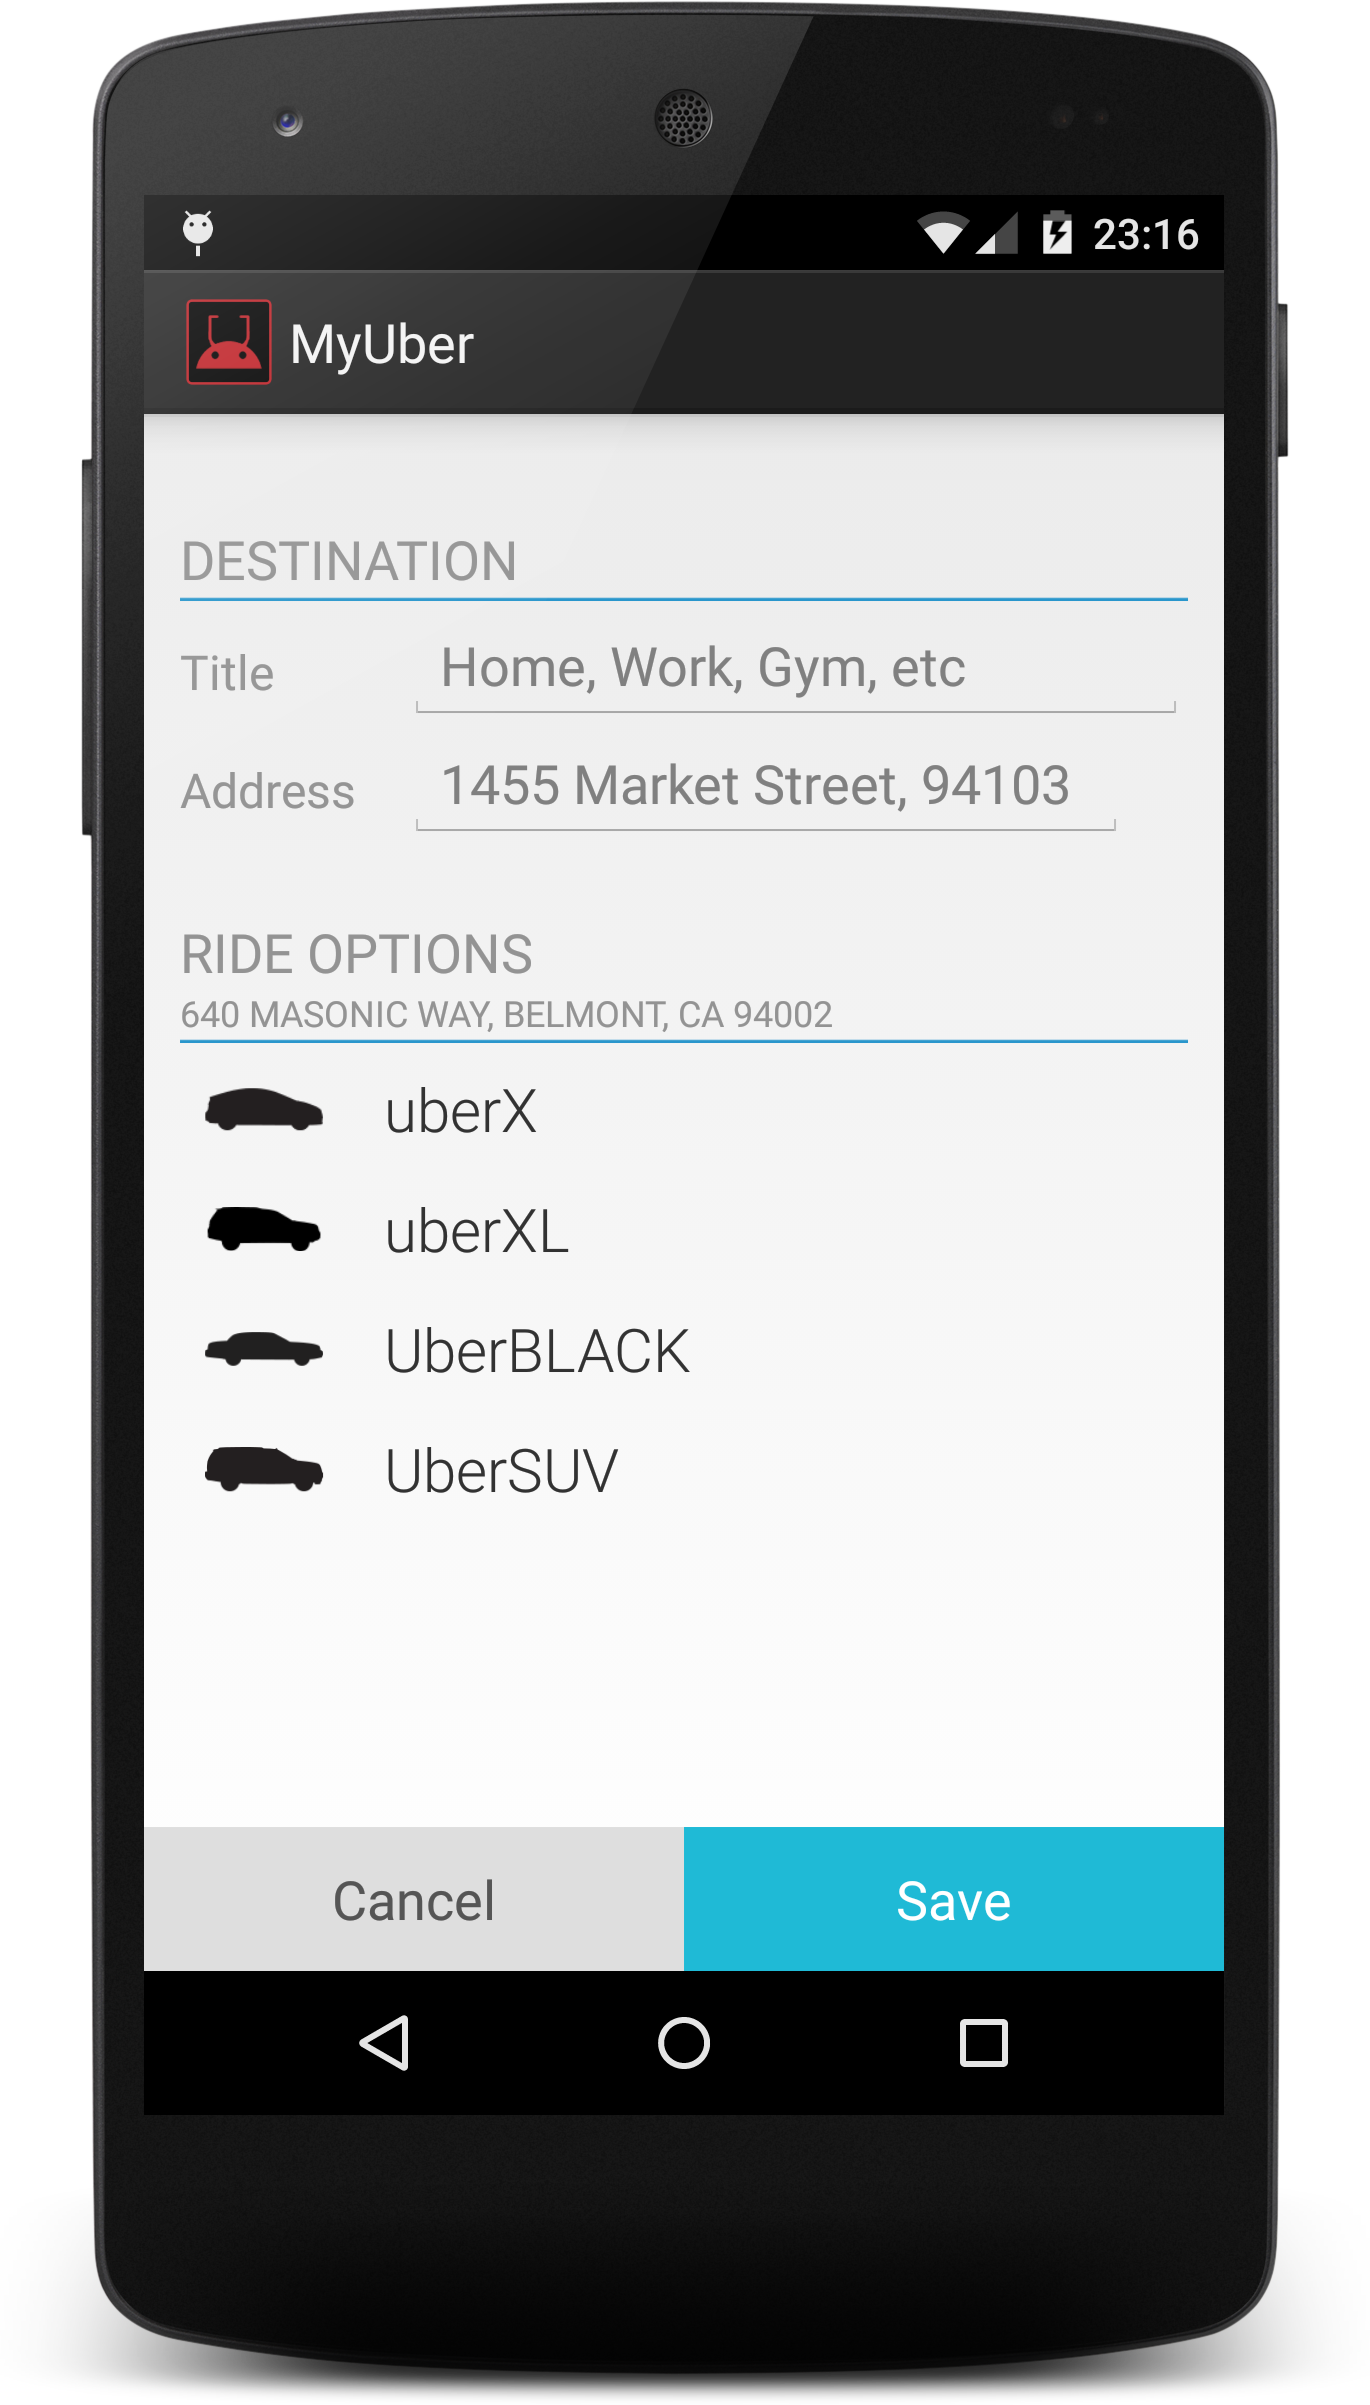 23:16
MyUber
DESTINATION
Title Home, Work, Gym, etc
Address 1455 Market Street, 94103
RIDE OPTIONS
640 MASONIC WAY, BELMONT, CA 94002
uberX
uberXL
UberBLACK
UberSUV
Cancel Save